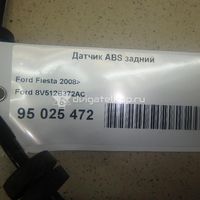 Датчик ABS задний
Ford Fiesta 2008>
Ford 8V512B372AC
95 025 472